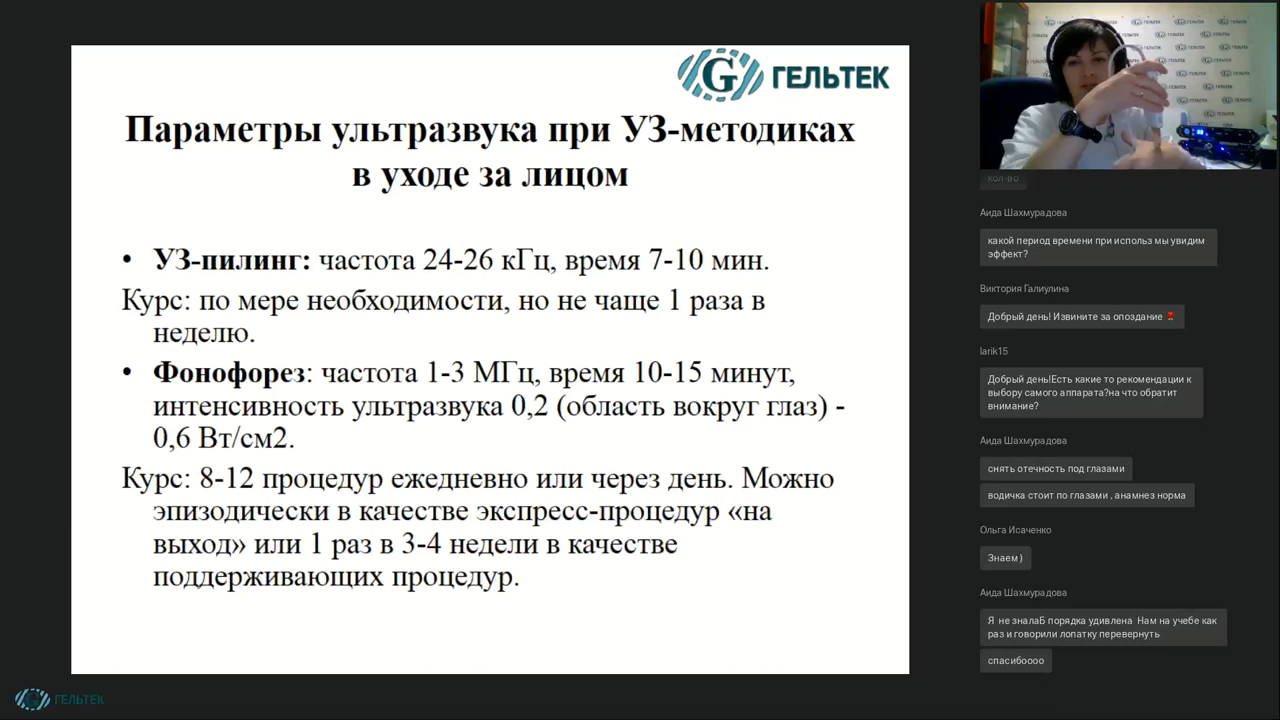 ГЕЛЬТЕК
Параметры ультразвука при УЗ-методиках
в уходе за лицом
• УЗ-пилинг: частота 24-26 кГц, время 7-10 мин.
Курс: по мере необходимости, но не чаще 1 раза в
неделю.
• Фонофорез: частота 1-3 МГц, время 10-15 минут,
интенсивность ультразвука 0,2 (область вокруг глаз) -
0,6 Вт/см2.
Курс: 8-12 процедур ежедневно или через день. Можно
эпизодически в качестве экспресс-процедур «на
выход» или 1 раз в 3-4 недели в качестве
поддерживающих процедур.
ГЕЛЬТЕК
кол-во
Аида Шахмурадова
какой период времени при использ мы увидим
эффект?
Виктория Галиулина
Добрый день! Извините за опоздание
larik15
Добрый день!Есть какие то рекомендации к
выбору самого аппарата?на что обратит
внимание?
Аида Шахмурадова
снять отечность под глазами
водичка стоит по глазами , анамнез норма
Ольга Исаченко
Знаем )
Аида Шахмурадова
Я не зналаБ порядка удивлена Нам на учебе как
раз и говорили лопатку перевернуть
спасибоооо